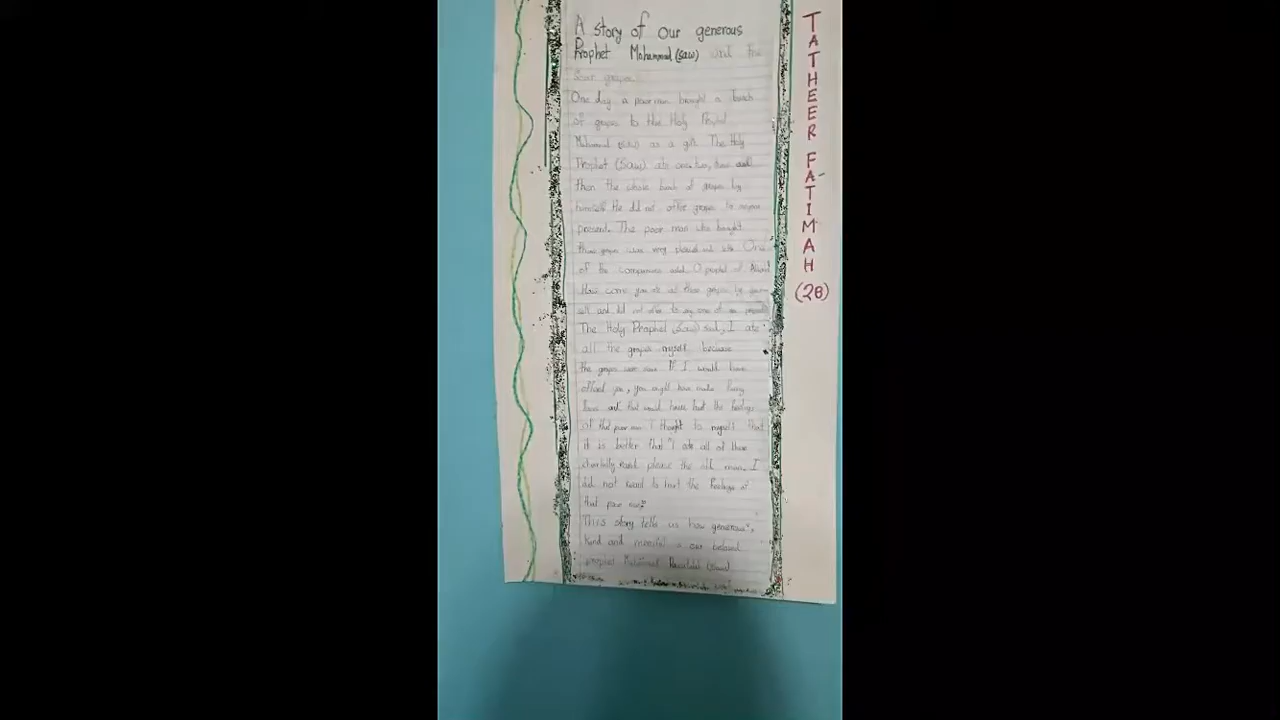 A story of our generous
Prophet Mohammad (saw) and the
Sour grapes
One day a poor man brought a bunch
of grapes to the Holy Prophet
Mohammad (saw) as a gift. The Holy
Prophet (saw) ate one, two, three and
then the whole bunch of grapes by
himself He did not offer grapes to anyone
present. The poor man who brought
those grapes was very pleased and left. One
of the companions asked, O prophet of Allah!
How come you ate all those grapes by your
self and did not offer to any one of us present?
The Holy Prophet (saw) said, I ate
all the grapes myself because
the grapes were sour. If I would have
offered you, you might have made funny
faces and that would have hurt the feelings
of that poor man. I thought to myself that
it is better that I ate all of them
cheerfully and please the old man. I
did not want to hurt the feelings of
that poor man
This story tells us how generous,
kind and merciful is our beloved
prophet (saw)
TATHEER FATIMAH
(2B)